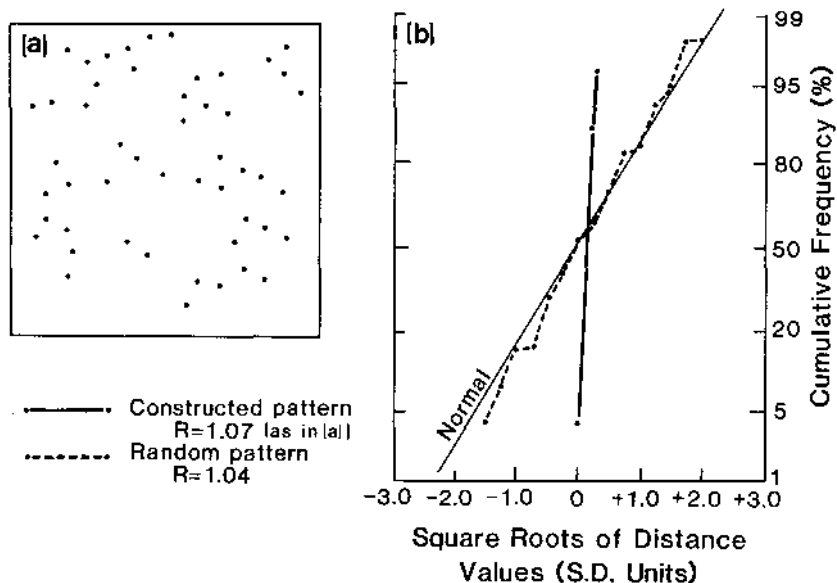 [a]
Constructed pattern
R=1.07 [as in [a]]
Random pattern
R=1.04
[b]
Normal
99
95
80
50
20
5
1
Cumulative Frequency (%)
-3.0 -2.0 -1.0 0 +1.0 +2.0 +3.0
Square Roots of Distance
Values (S.D. Units)